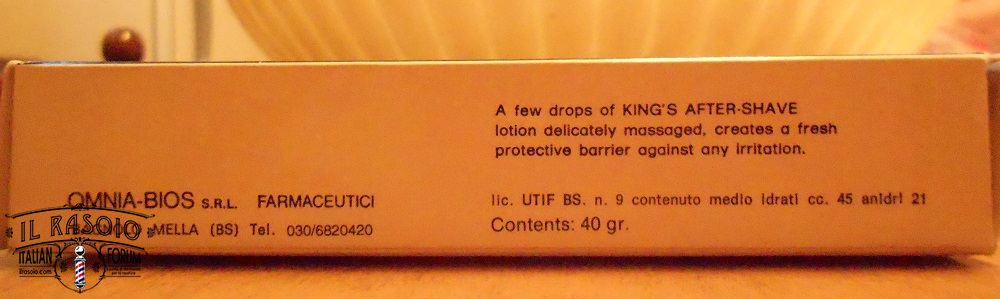 A few drops of KING'S AFTER-SHAVE
lotion delicately massaged, creates a fresh
protective barrier against any irritation.
OMNIA-BIOS S.R.L. FARMACEUTICI
BAGNOLO MELLA (BS) Tel. 030/6820420
lic. UTIF BS. n. 9 contenuto medio idrati cc. 45 anidri 21
Contents: 40 gr.
IL RASOIO
ITALIAN FORUM
ilrasoio.com